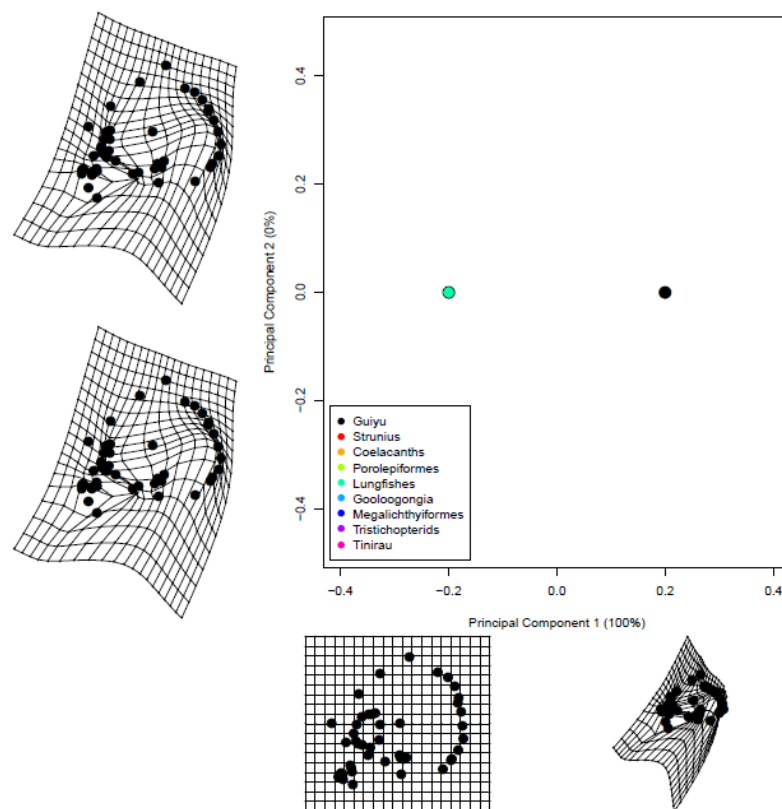 0.4
0.2
0.0
−0.2
−0.4
Principal Component 2 (0%)
Guiyu
Strunius
Coelacanths
Porolepiformes
Lungfishes
Gooloogongia
Megalichthyiformes
Tristichopterids
Tinirau
−0.4
−0.2
0.0
0.2
0.4
Principal Component 1 (100%)